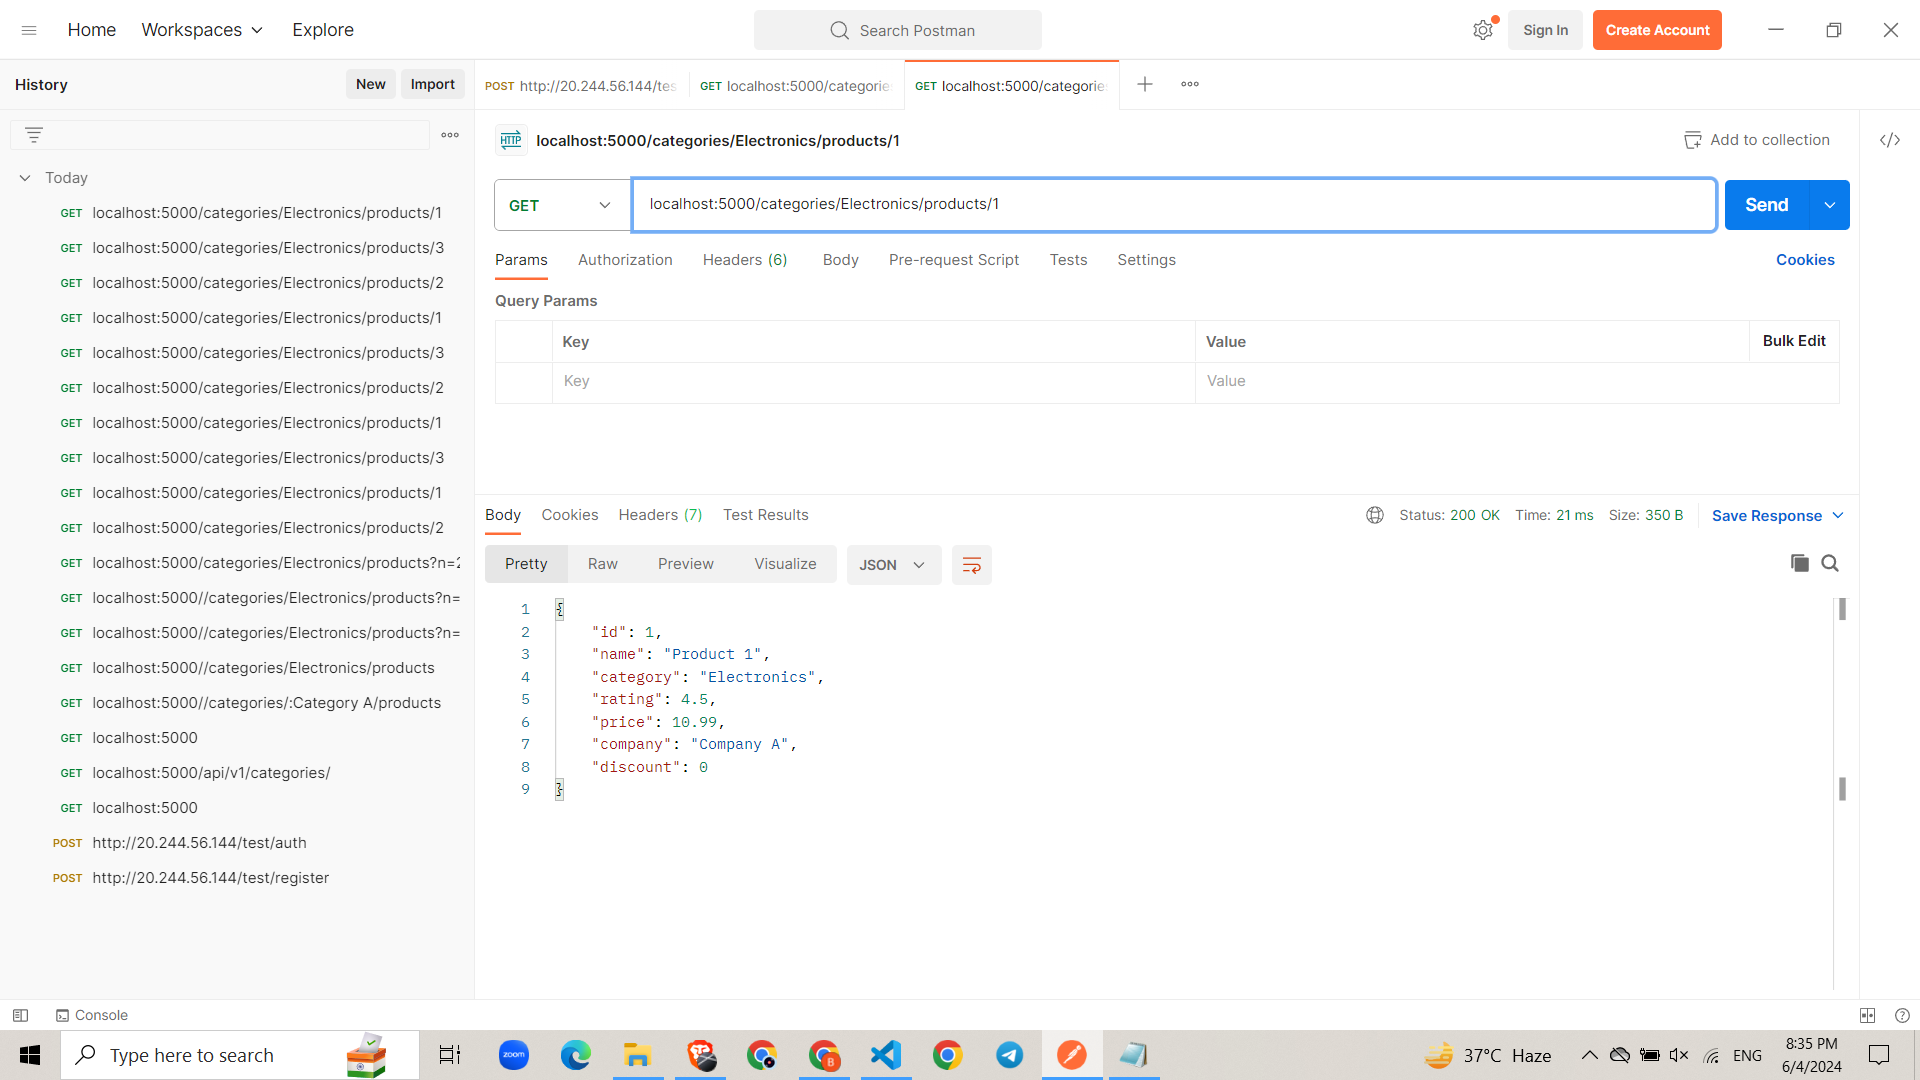 Home Workspaces Explore Search Postman Sign In Create Account
History New Import POST http://20.244.56.144/tes GET localhost:5000/categorie GET localhost:5000/categorie
HTTP localhost:5000/categories/Electronics/products/1 Add to collection
Today
GET localhost:5000/categories/Electronics/products/1
GET localhost:5000/categories/Electronics/products/3
GET localhost:5000/categories/Electronics/products/2
GET localhost:5000/categories/Electronics/products/1
GET localhost:5000/categories/Electronics/products/3
GET localhost:5000/categories/Electronics/products/2
GET localhost:5000/categories/Electronics/products/1
GET localhost:5000/categories/Electronics/products/3
GET localhost:5000/categories/Electronics/products/1
GET localhost:5000/categories/Electronics/products/2
GET localhost:5000/categories/Electronics/products?n=2
GET localhost:5000//categories/Electronics/products?n=
GET localhost:5000//categories/Electronics/products?n=
GET localhost:5000//categories/Electronics/products
GET localhost:5000//categories/:Category A/products
GET localhost:5000
GET localhost:5000/api/v1/categories/
GET localhost:5000
POST http://20.244.56.144/test/auth
POST http://20.244.56.144/test/register
GET localhost:5000/categories/Electronics/products/1 Send
Params Authorization Headers (6) Body Pre-request Script Tests Settings Cookies
Query Params
Key Value Bulk Edit
Key Value
Body Cookies Headers (7) Test Results Status: 200 OK Time: 21 ms Size: 350 B Save Response
Pretty Raw Preview Visualize JSON
1 {
2 "id": 1,
3 "name": "Product 1",
4 "category": "Electronics",
5 "rating": 4.5,
6 "price": 10.99,
7 "company": "Company A",
8 "discount": 0
9 }
Console
Type here to search zoom B 37°C Haze ENG 8:35 PM
6/4/2024